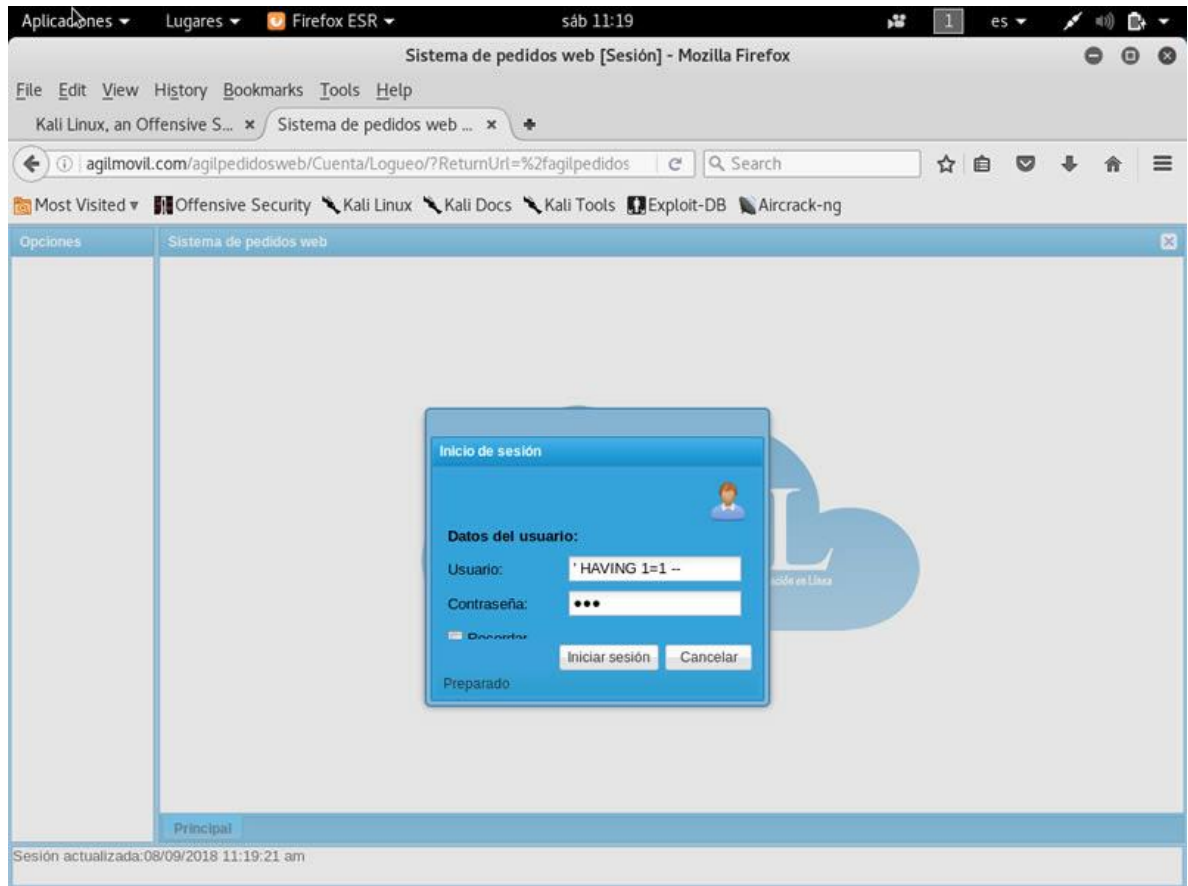 Aplicaciones Lugares Firefox ESR sáb 11:19 1 es
Sistema de pedidos web [Sesión] - Mozilla Firefox
File Edit View History Bookmarks Tools Help
Kali Linux, an Offensive S... Sistema de pedidos web ...
agilmovil.com/agilpedidosweb/Cuenta/Logueo/?ReturnUrl=%2fagilpedidos Search
Most Visited Offensive Security Kali Linux Kali Docs Kali Tools Exploit-DB Aircrack-ng
Opciones Sistema de pedidos web
Inicio de sesión
Datos del usuario:
Usuario: ' HAVING 1=1 --
Contraseña: ●●●
Recordar
Iniciar sesión Cancelar
Preparado
L
en Línea
Principal
Sesión actualizada:08/09/2018 11:19:21 am